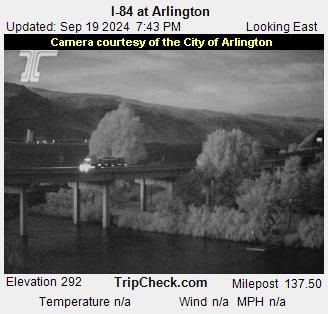 I-84 at Arlington
Updated: Sep 19 2024 7:43 PM Looking East
Camera courtesy of the City of Arlington
Elevation 292 TripCheck.com Milepost 137.50
Temperature n/a Wind n/a MPH n/a